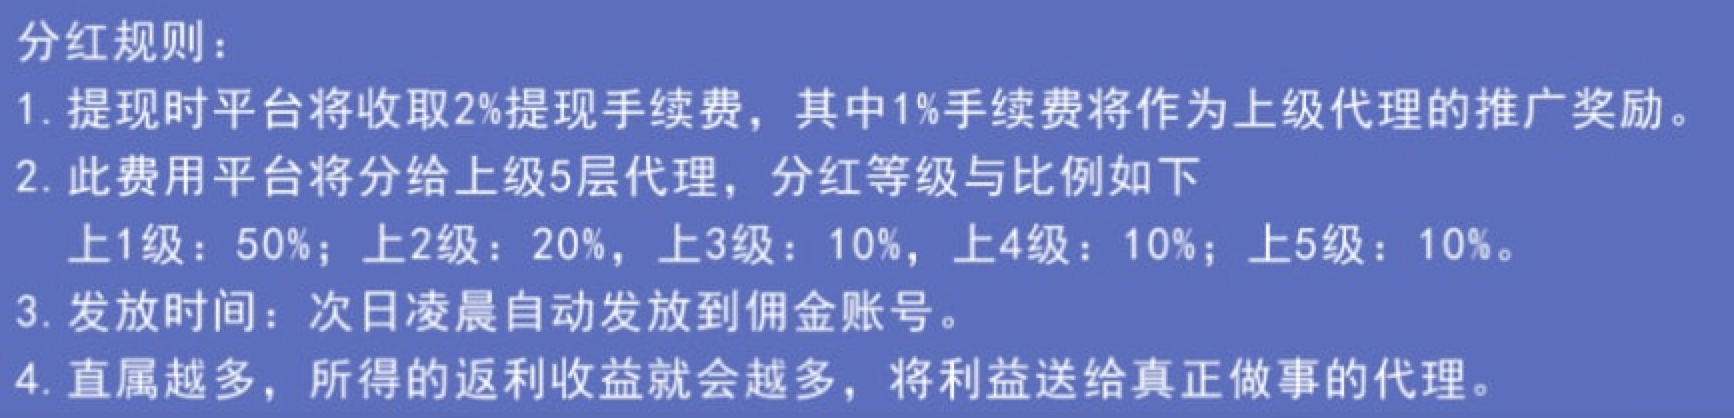 分红规则：
1. 提现时平台将收取2%提现手续费，其中1%手续费将作为上级代理的推广奖励。
2. 此费用平台将分给上级5层代理，分红等级与比例如下
上1级：50%；上2级：20%，上3级：10%，上4级：10%；上5级：10%。
3. 发放时间：次日凌晨自动发放到佣金账号。
4. 直属越多，所得的返利收益就会越多，将利益送给真正做事的代理。